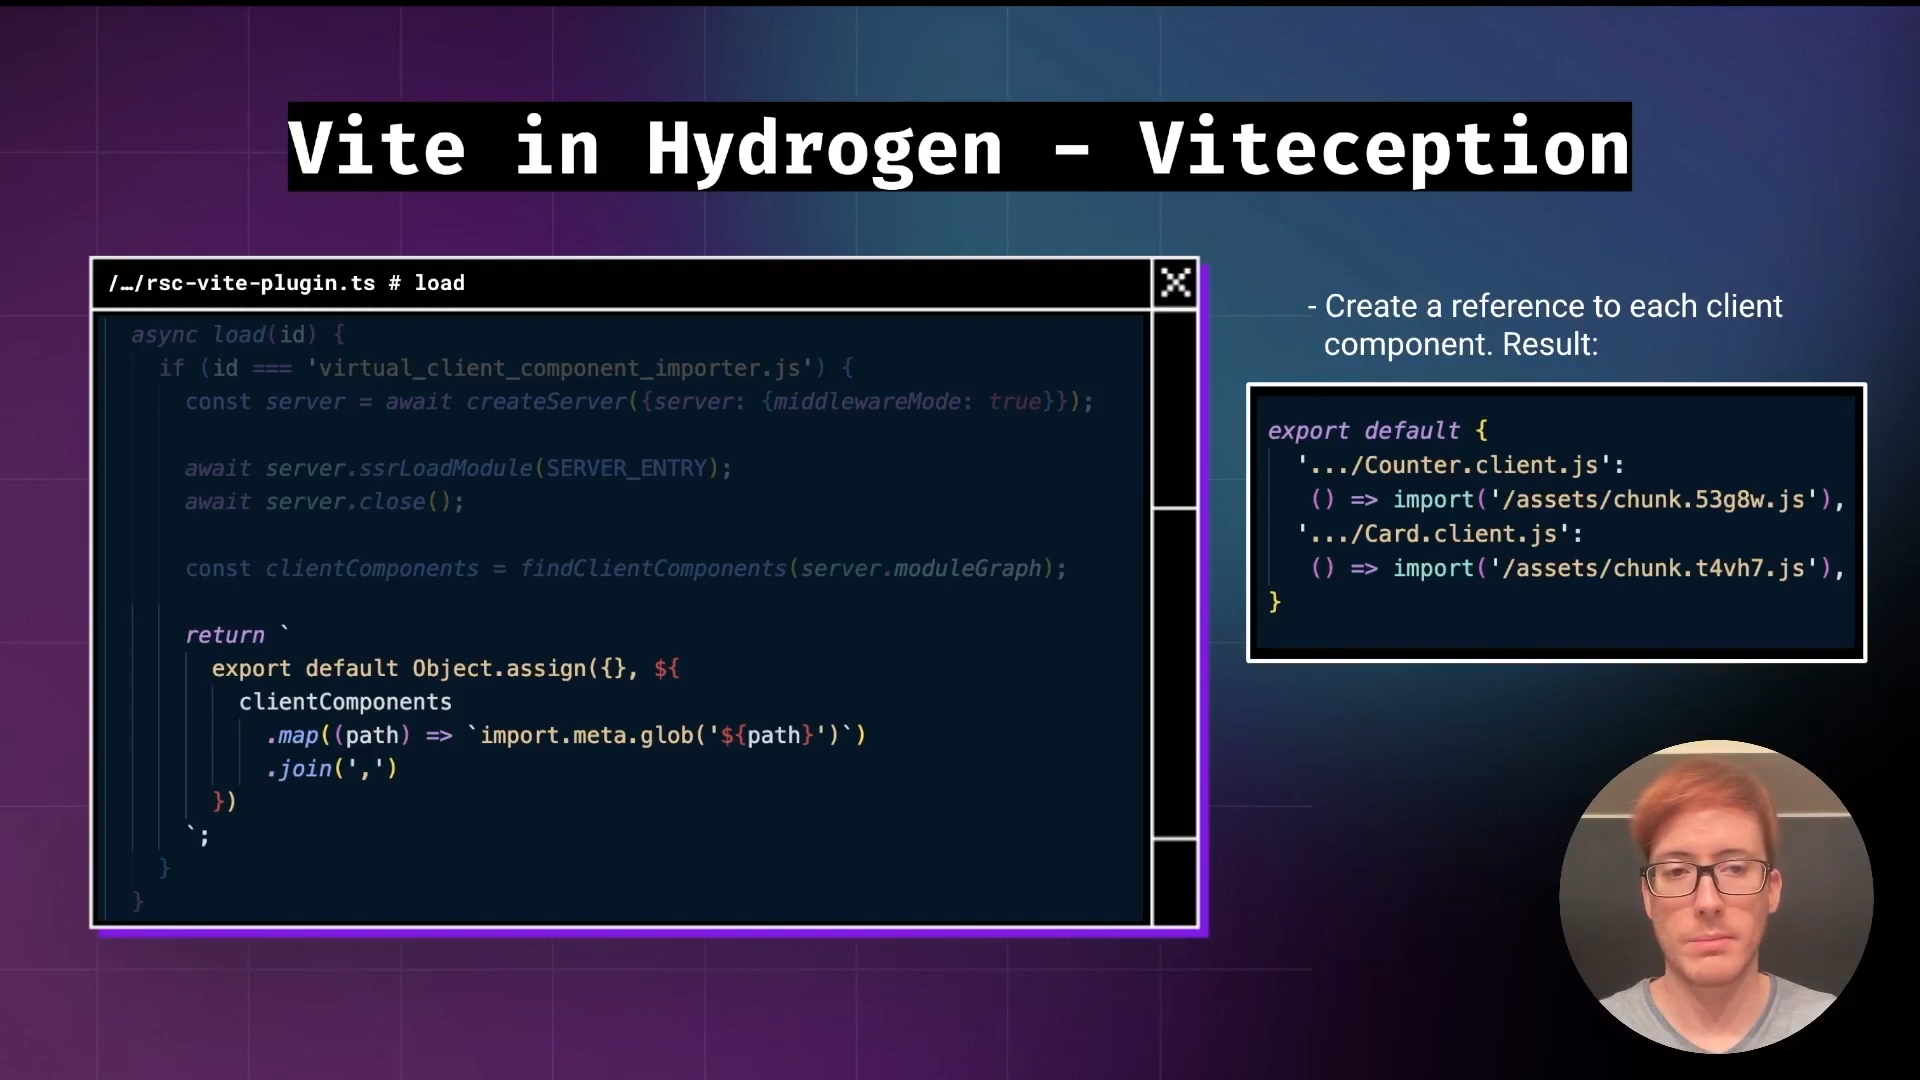 Vite in Hydrogen - Viteception
/…/rsc-vite-plugin.ts # load
async load(id) {
if (id === 'virtual_client_component_importer.js') {
const server = await createServer({server: {middlewareMode: true}});
await server.ssrLoadModule(SERVER_ENTRY);
await server.close();
const clientComponents = findClientComponents(server.moduleGraph);
return `
export default Object.assign({}, ${
clientComponents
.map((path) => `import.meta.glob('${path}')`)
.join(',')
})
`;
}
}
- Create a reference to each client
component. Result:
export default {
'.../Counter.client.js':
() => import('/assets/chunk.53g8w.js'),
'.../Card.client.js':
() => import('/assets/chunk.t4vh7.js'),
}